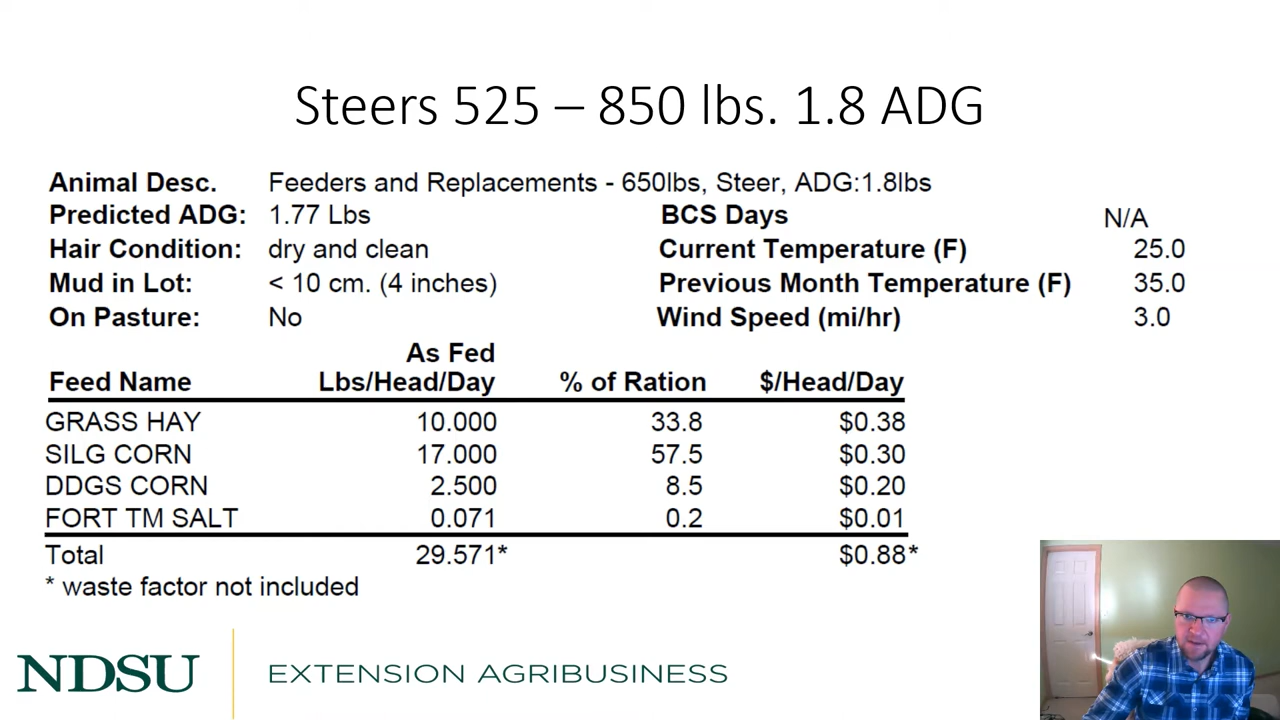 Steers 525 – 850 lbs. 1.8 ADG
Animal Desc. Feeders and Replacements - 650lbs, Steer, ADG:1.8lbs
Predicted ADG: 1.77 Lbs BCS Days N/A
Hair Condition: dry and clean Current Temperature (F) 25.0
Mud in Lot: < 10 cm. (4 inches) Previous Month Temperature (F) 35.0
On Pasture: No Wind Speed (mi/hr) 3.0
As Fed
Feed Name Lbs/Head/Day % of Ration $/Head/Day
GRASS HAY 10.000 33.8 $0.38
SILG CORN 17.000 57.5 $0.30
DDGS CORN 2.500 8.5 $0.20
FORT TM SALT 0.071 0.2 $0.01
Total 29.571* $0.88*
* waste factor not included
NDSU EXTENSION AGRIBUSINESS